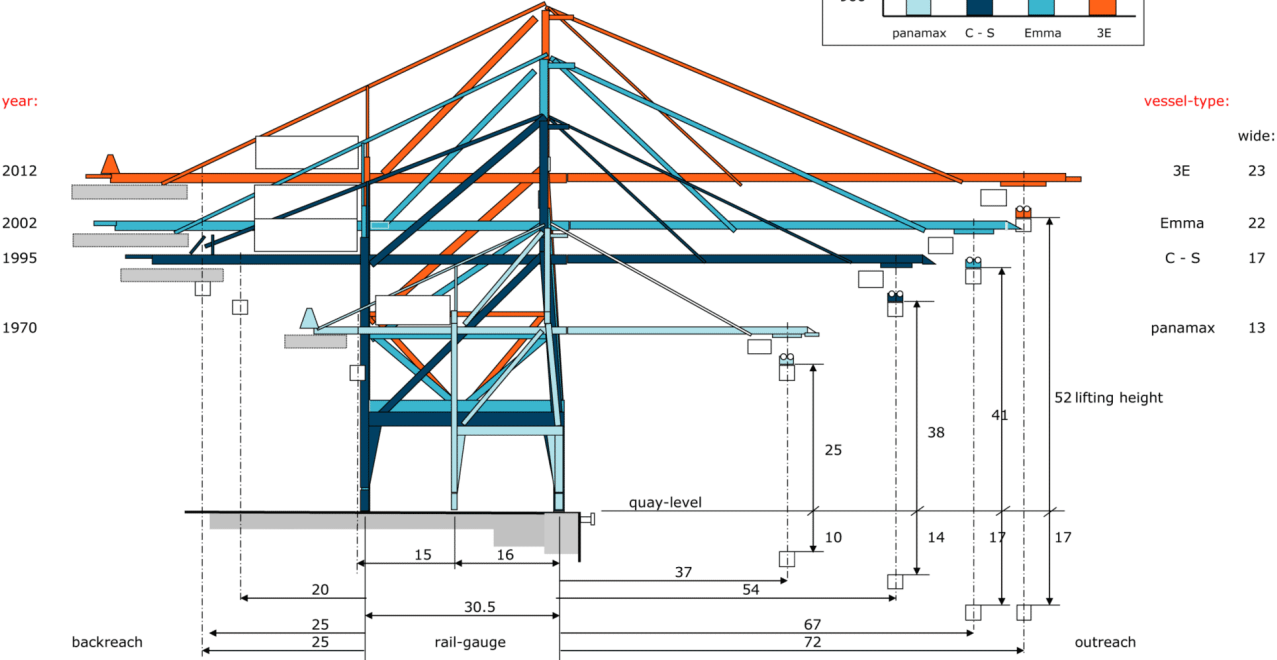 panamax C - S Emma 3E
year: vessel-type:
wide:
2012 3E 23
2002 Emma 22
1995 C - S 17
1970 panamax 13
52 lifting height
41
38
25
quay-level
10 14 17 17
15 16
37
20 54
30.5
25 67
backreach 25 rail-gauge 72 outreach